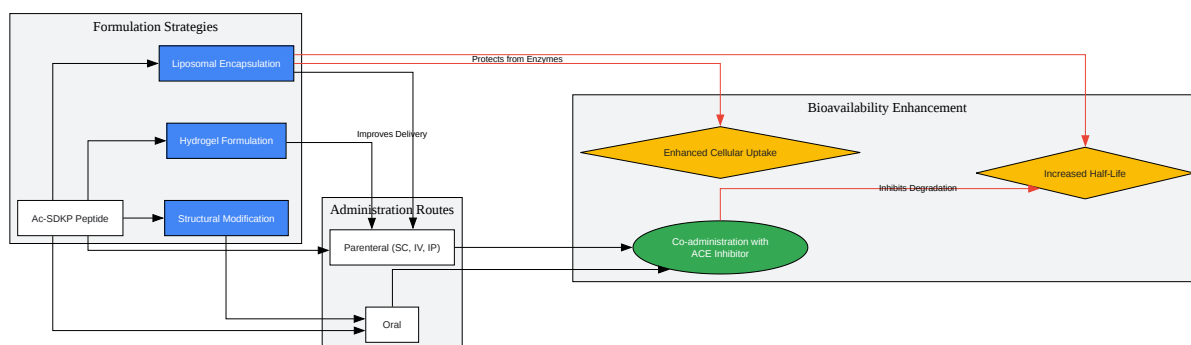 Formulation Strategies
Liposomal Encapsulation
Protects from Enzymes
Bioavailability Enhancement
Improves Delivery
Hydrogel Formulation
Enhanced Cellular Uptake
Increased Half-Life
Inhibits Degradation
Ac-SDKP Peptide
Structural Modification
Administration Routes
Parenteral (SC, IV, IP)
Co-administration with
ACE Inhibitor
Oral